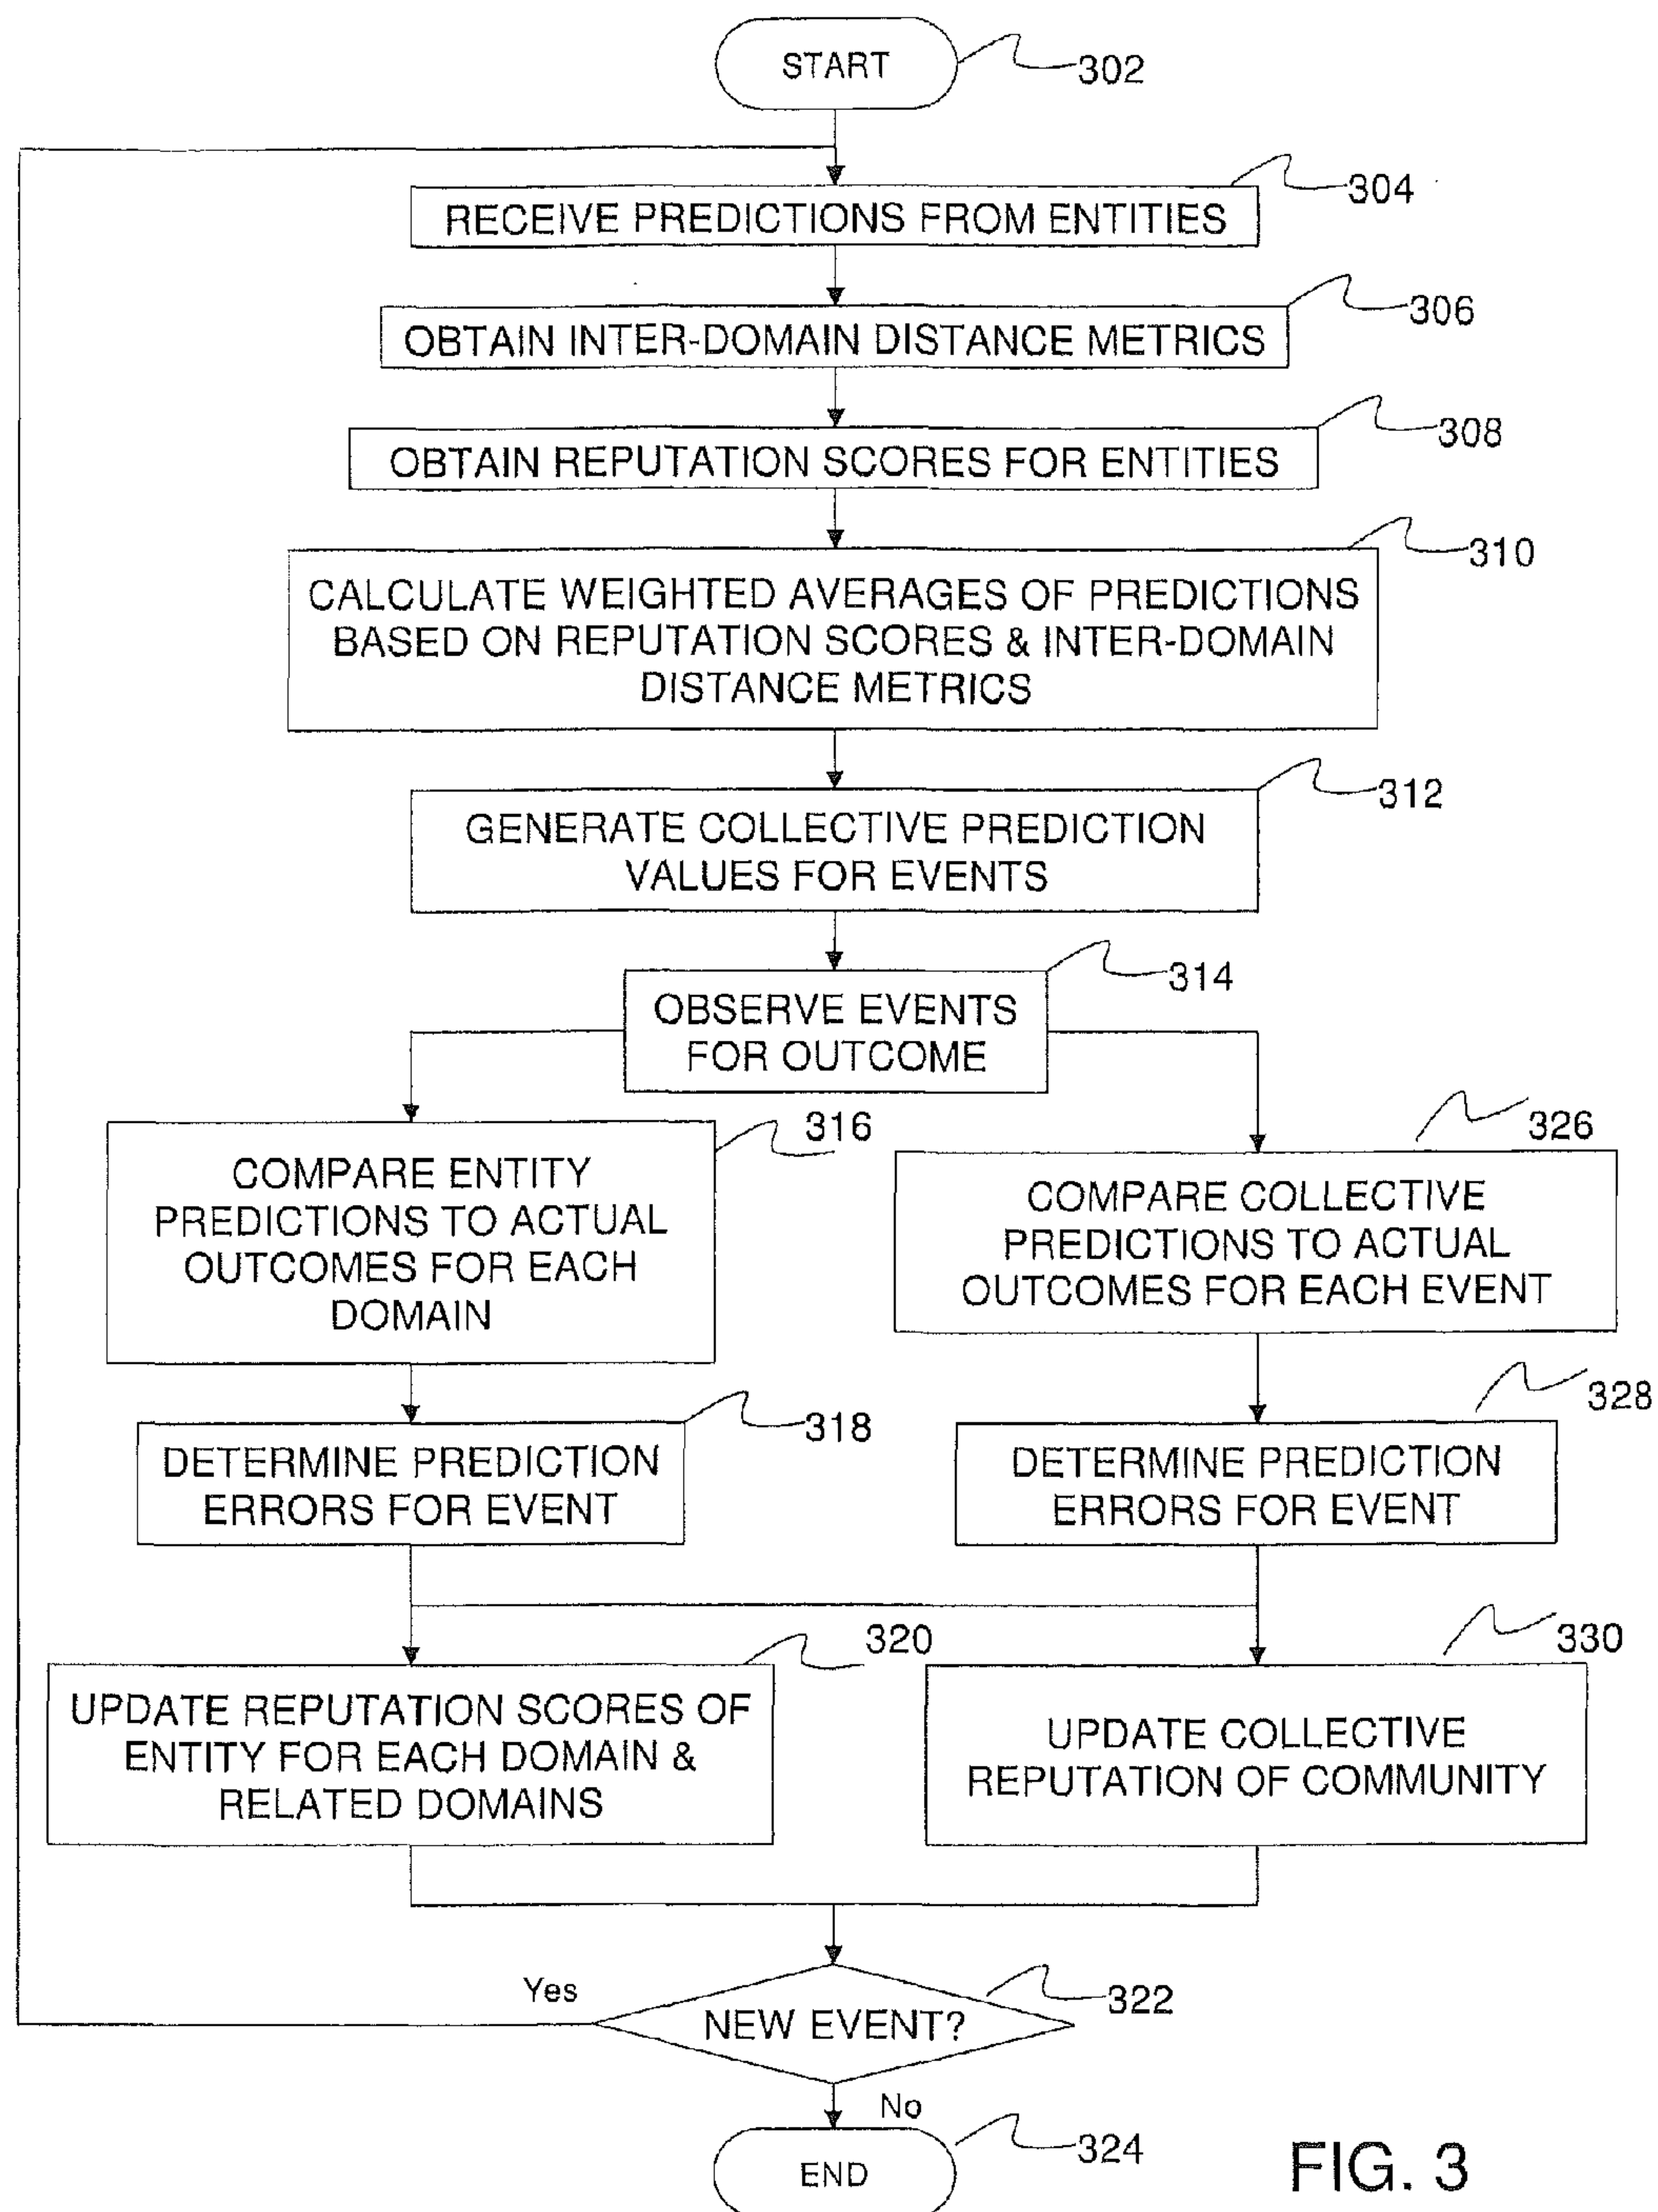 START
302
304
RECEIVE PREDICTIONS FROM ENTITIES
306
OBTAIN INTER-DOMAIN DISTANCE METRICS
308
OBTAIN REPUTATION SCORES FOR ENTITIES
310
CALCULATE WEIGHTED AVERAGES OF PREDICTIONS
BASED ON REPUTATION SCORES & INTER-DOMAIN
DISTANCE METRICS
312
GENERATE COLLECTIVE PREDICTION
VALUES FOR EVENTS
314
OBSERVE EVENTS
FOR OUTCOME
316
COMPARE ENTITY
PREDICTIONS TO ACTUAL
OUTCOMES FOR EACH
DOMAIN
326
COMPARE COLLECTIVE
PREDICTIONS TO ACTUAL
OUTCOMES FOR EACH EVENT
318
DETERMINE PREDICTION
ERRORS FOR EVENT
328
DETERMINE PREDICTION
ERRORS FOR EVENT
320
UPDATE REPUTATION SCORES OF
ENTITY FOR EACH DOMAIN &
RELATED DOMAINS
330
UPDATE COLLECTIVE
REPUTATION OF COMMUNITY
Yes
322
NEW EVENT?
No
324
END
FIG. 3